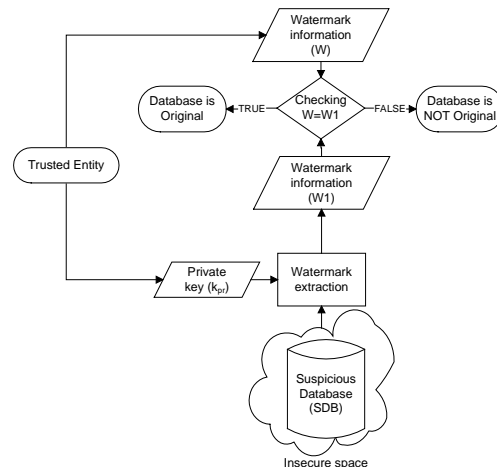 Watermark
information
(W)
Database is
Original
TRUE
Checking
W=W1
FALSE
Database is
NOT Original
Trusted Entity
Watermark
information
(W1)
Private
key (kpr)
Watermark
extraction
Suspicious
Database
(SDB)
Insecure space